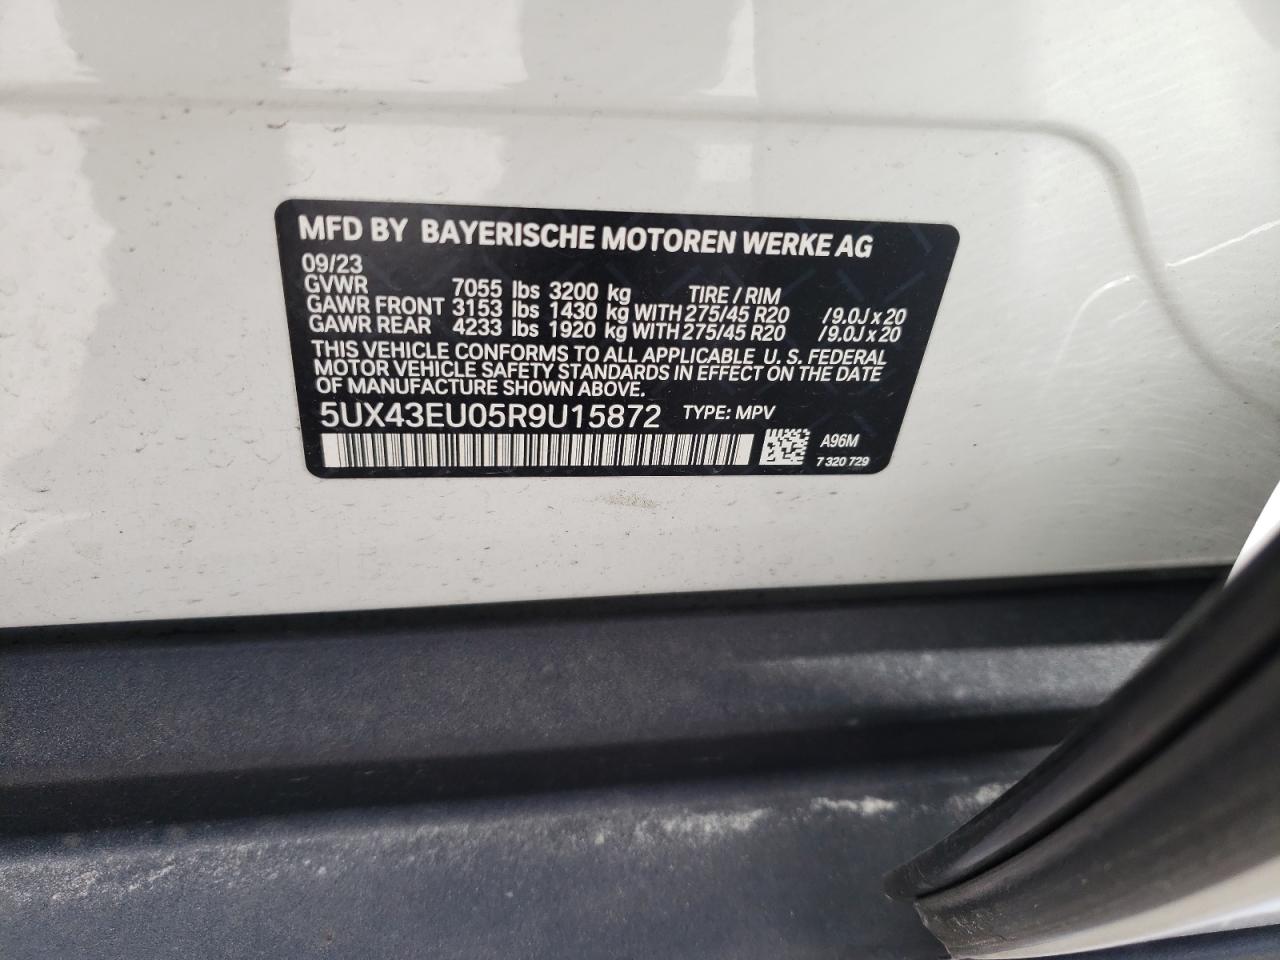 MFD BY BAYERISCHE MOTOREN WERKE AG
09/23
GVWR 7055 lbs 3200 kg TIRE / RIM
GAWR FRONT 3153 lbs 1430 kg WITH 275/45 R20 /9.0J x 20
GAWR REAR 4233 lbs 1920 kg WITH 275/45 R20 /9.0J x 20
THIS VEHICLE CONFORMS TO ALL APPLICABLE U. S. FEDERAL
MOTOR VEHICLE SAFETY STANDARDS IN EFFECT ON THE DATE
OF MANUFACTURE SHOWN ABOVE.
5UX43EU05R9U15872 TYPE: MPV
A96M
7 320 729